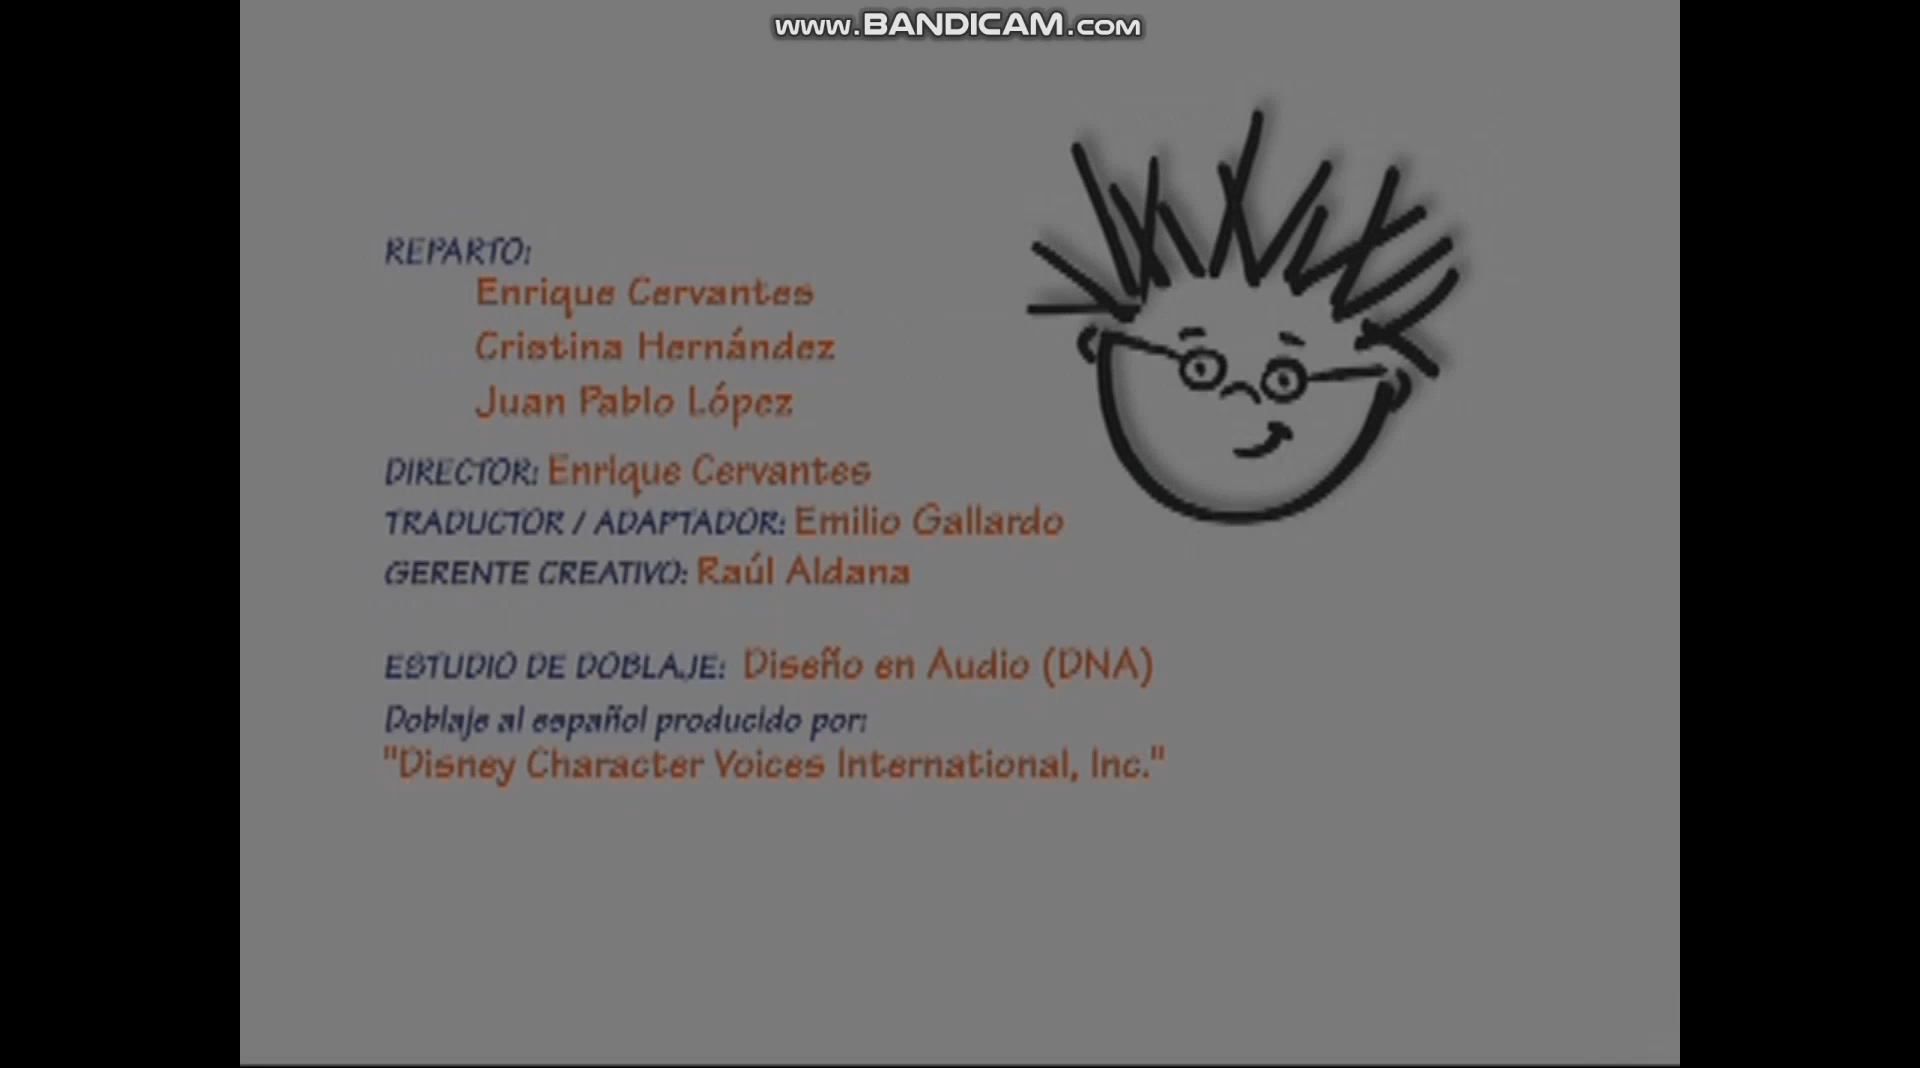 www.BANDICAM.com
REPARTO:
Enrique Cervantes
Cristina Hernández
Juan Pablo López
DIRECTOR: Enrique Cervantes
TRADUCTOR / ADAPTADOR: Emilio Gallardo
GERENTE CREATIVO: Raúl Aldana
ESTUDIO DE DOBLAJE: Diseño en Audio (DNA)
Doblaje al español producido por:
"Disney Character Voices International, Inc."